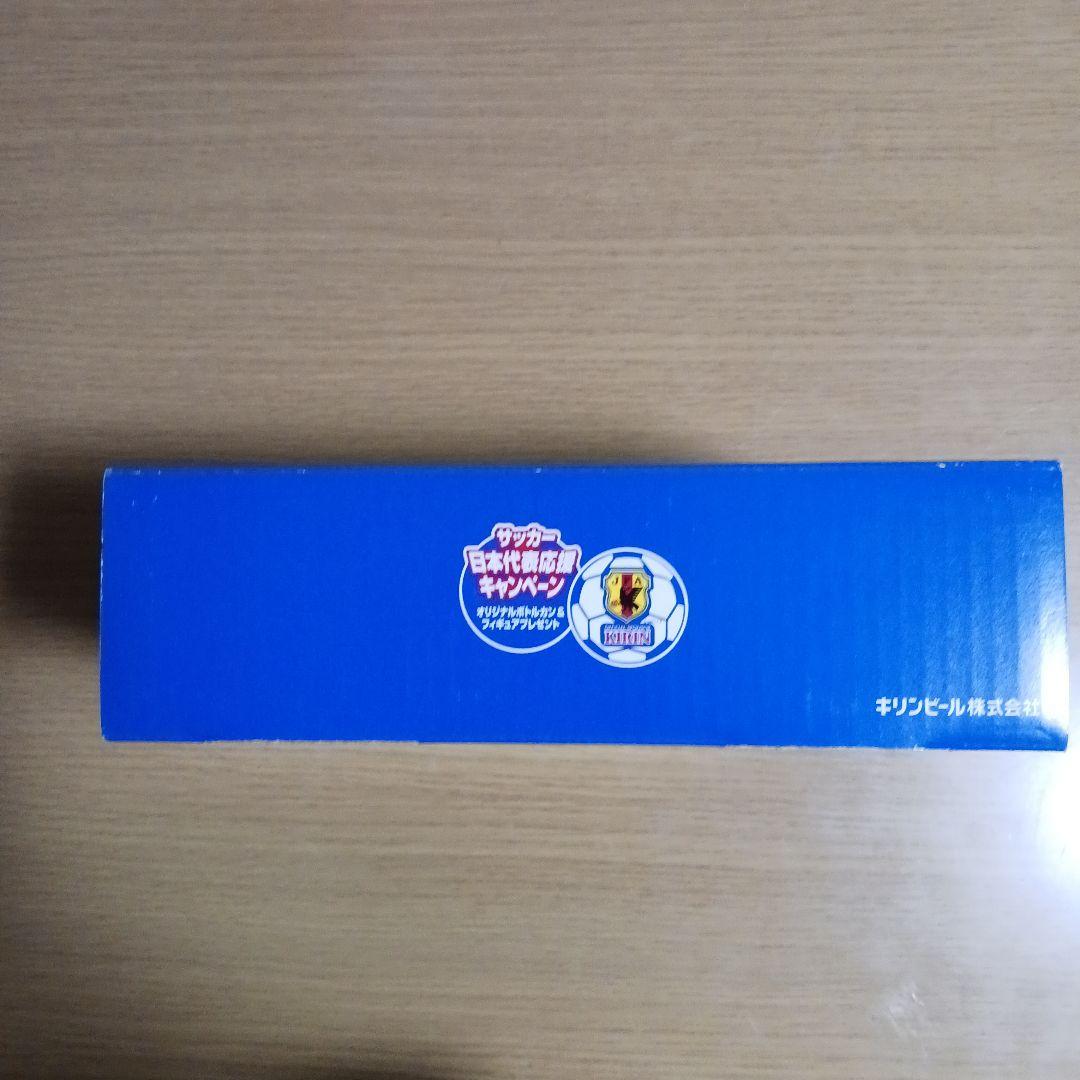 サッカー
日本代表応援
キャンペーン
オリジナルボトルカン&
フィギュアプレゼント
J A
KIRIN
キリンビール株式会社